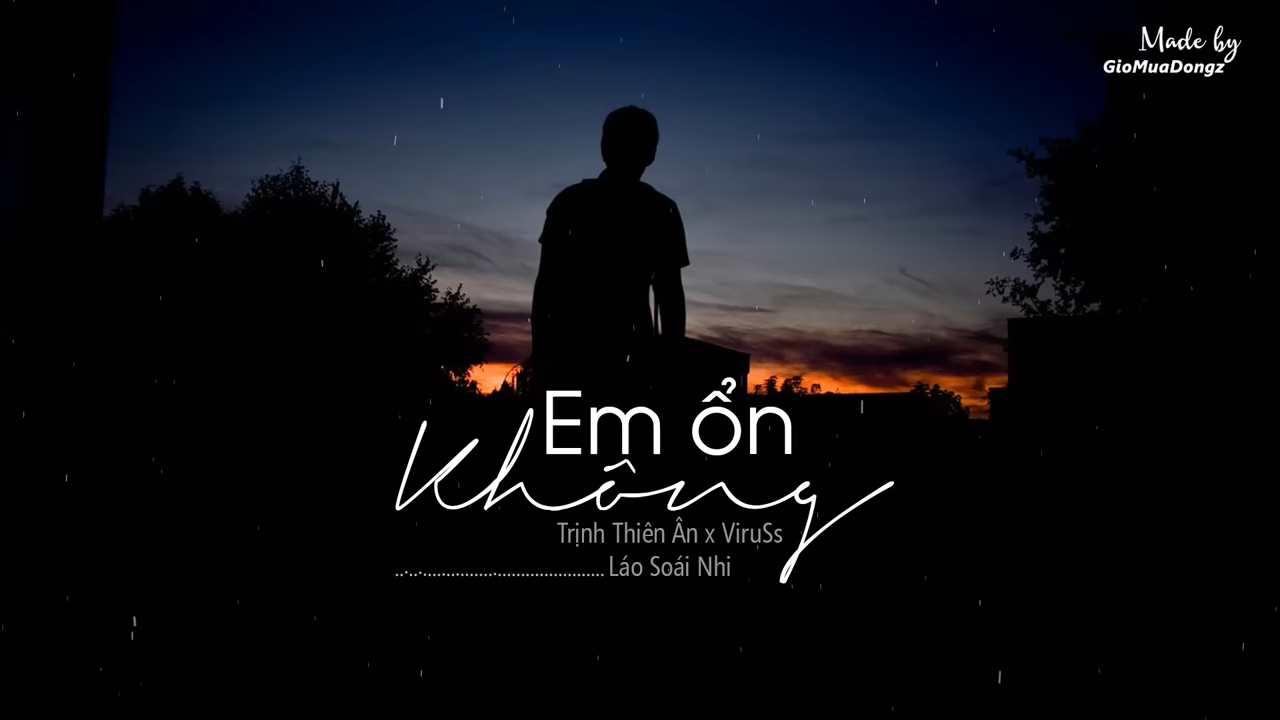 Made by
GioMuaDongz
Em ổn
Không
Trịnh Thiên Ân x ViruSs
Láo Soái Nhi